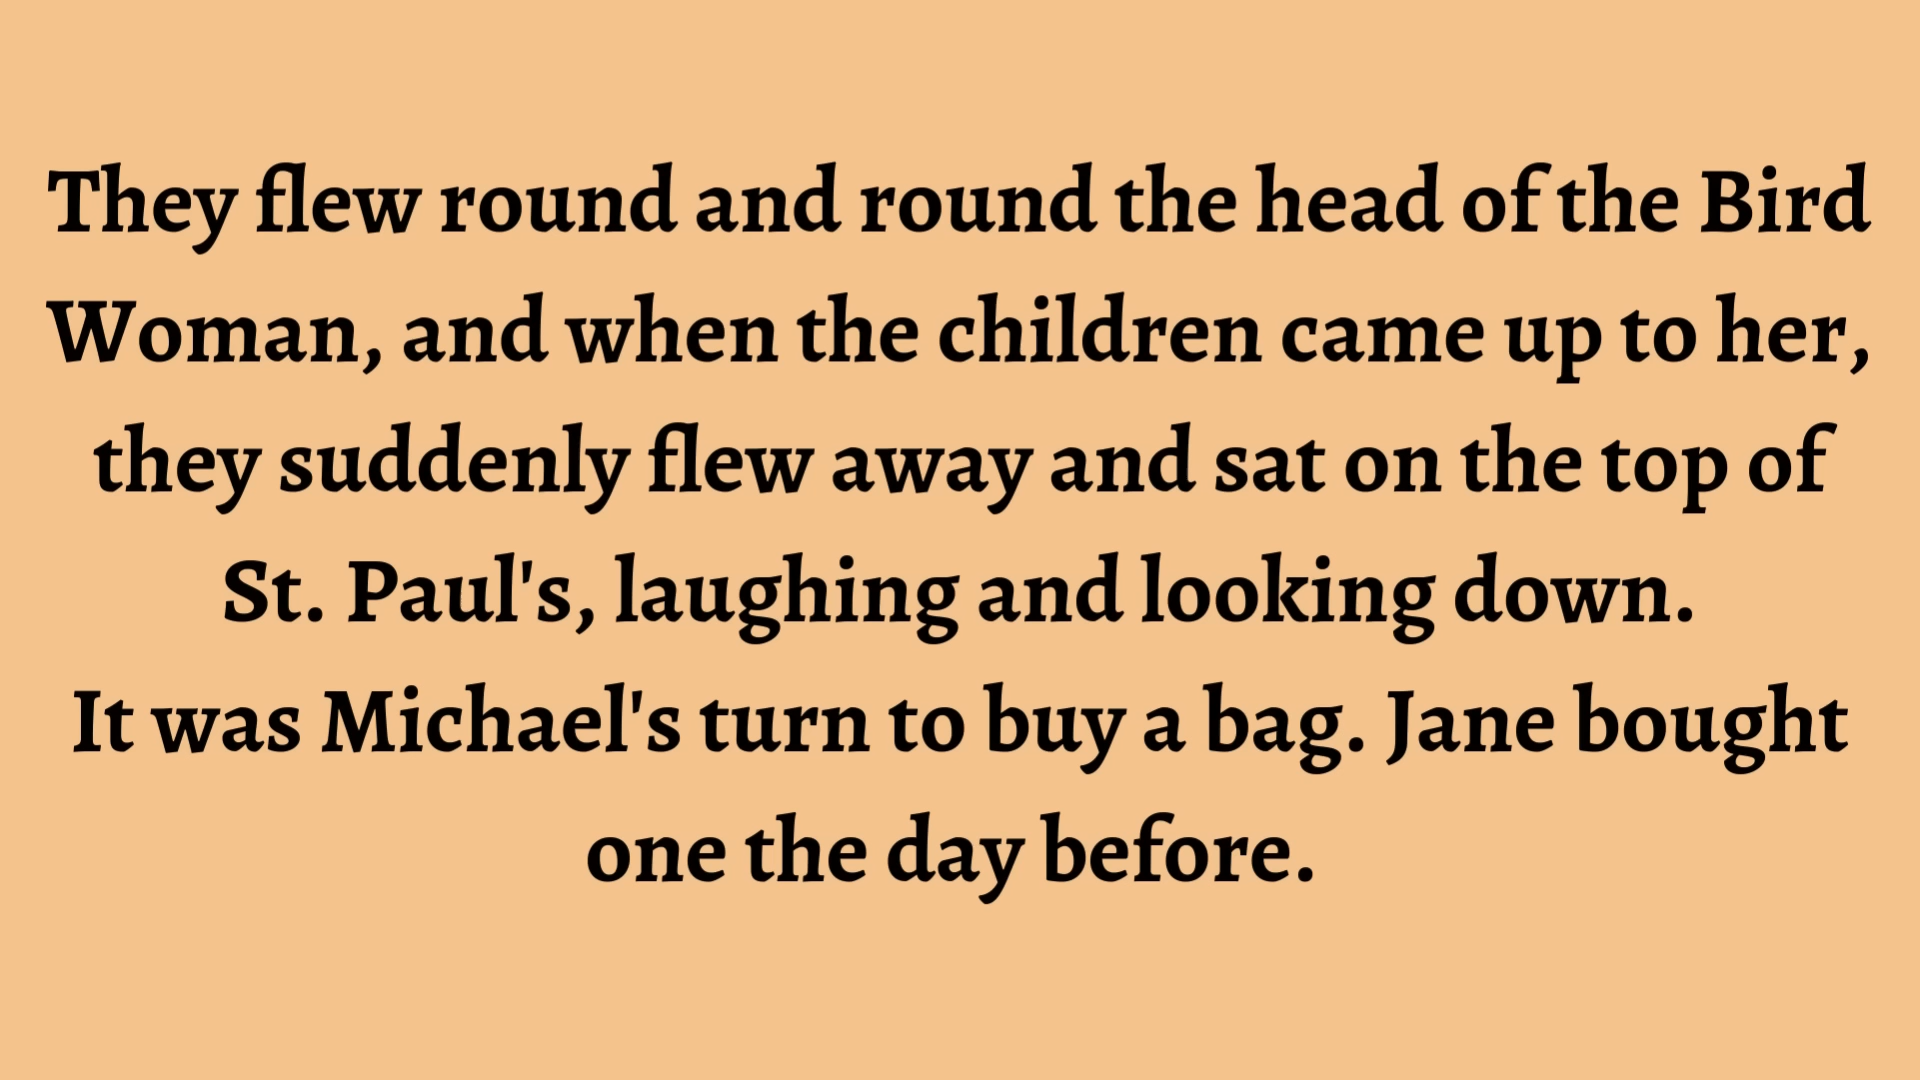 They flew round and round the head of the Bird
Woman, and when the children came up to her,
they suddenly flew away and sat on the top of
St. Paul's, laughing and looking down.
It was Michael's turn to buy a bag. Jane bought
one the day before.